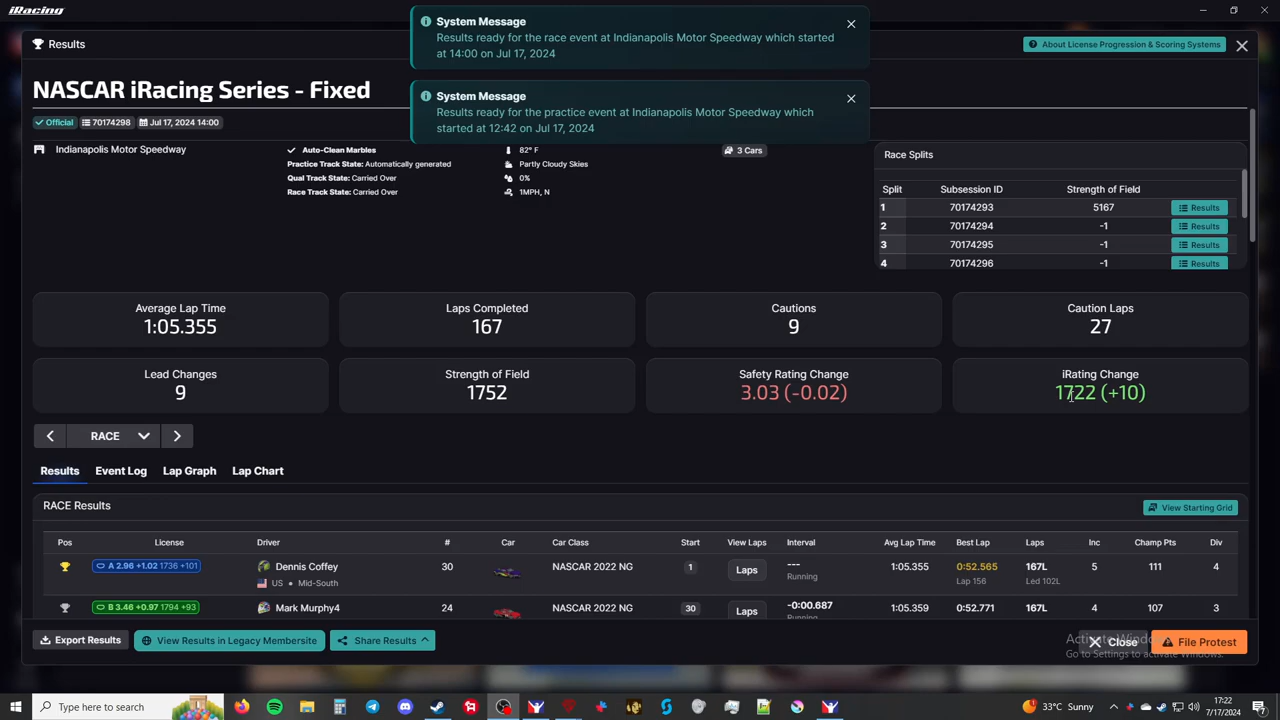 iRacing
System Message
Results ready for the race event at Indianapolis Motor Speedway which started
at 14:00 on Jul 17, 2024
System Message
Results ready for the practice event at Indianapolis Motor Speedway which
started at 12:42 on Jul 17, 2024
Results
About License Progression & Scoring Systems
NASCAR iRacing Series - Fixed
Official 70174298 Jul 17, 2024 14:00
Indianapolis Motor Speedway
Auto-Clean Marbles
Practice Track State: Automatically generated
Qual Track State: Carried Over
Race Track State: Carried Over
82° F
Partly Cloudy Skies
0%
1MPH, N
3 Cars
Race Splits
Split Subsession ID Strength of Field
1 70174293 5167 Results
2 70174294 -1 Results
3 70174295 -1 Results
4 70174296 -1 Results
Average Lap Time
1:05.355
Laps Completed
167
Cautions
9
Caution Laps
27
Lead Changes
9
Strength of Field
1752
Safety Rating Change
3.03 (-0.02)
iRating Change
1722 (+10)
RACE
Results Event Log Lap Graph Lap Chart
RACE Results
View Starting Grid
Pos License Driver # Car Car Class Start View Laps Interval Avg Lap Time Best Lap Laps Inc Champ Pts Div
A 2.96 +1.02 1736 +101 Dennis Coffey 30 NASCAR 2022 NG 1 Laps --- 1:05.355 0:52.565 167L 5 111 4
US • Mid-South Running Lap 156 Led 102L
B 3.46 +0.97 1794 +93 Mark Murphy4 24 NASCAR 2022 NG 30 Laps -0:00.687 1:05.359 0:52.771 167L 4 107 3
Running
Export Results
View Results in Legacy Membersite
Share Results
Close
File Protest
Activate Windo
Go to Settings to activate Windows.
Type here to search
33°C Sunny
17:22
7/17/2024